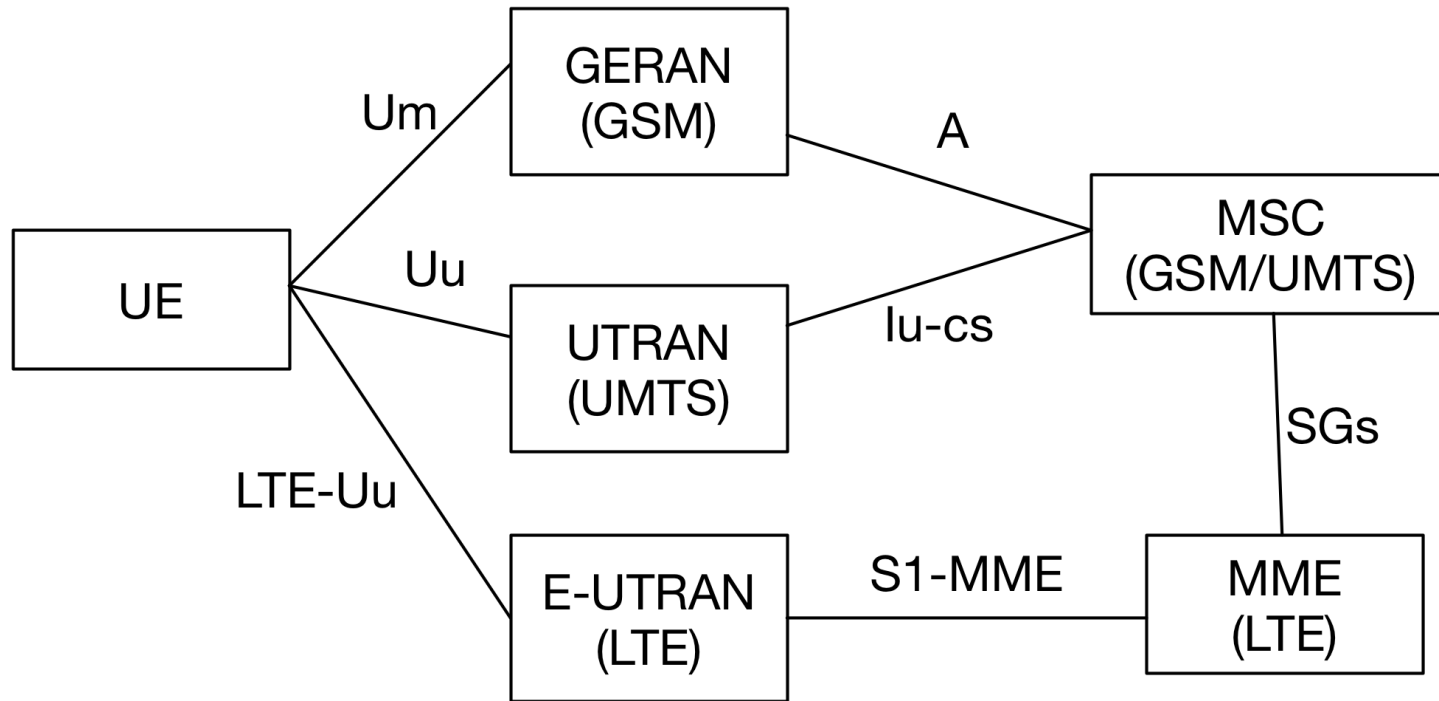 GERAN
(GSM)
Um
A
MSC
(GSM/UMTS)
UE
Uu
UTRAN
(UMTS)
Iu-cs
SGs
LTE-Uu
E-UTRAN
(LTE)
S1-MME
MME
(LTE)